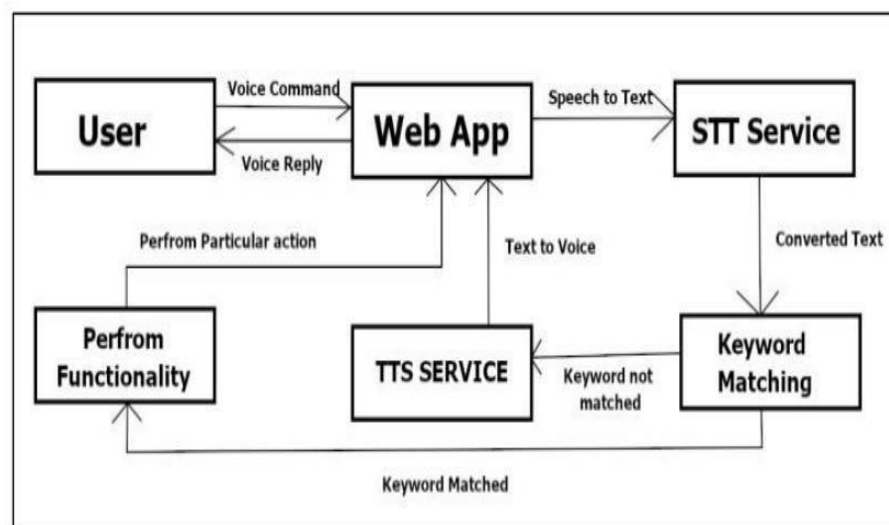 Voice Command
User
Web App
Speech to Text
STT Service
Voice Reply
Perfrom Particular action
Text to Voice
Converted Text
Perfrom
Functionality
TTS SERVICE
Keyword not
matched
Keyword
Matching
Keyword Matched